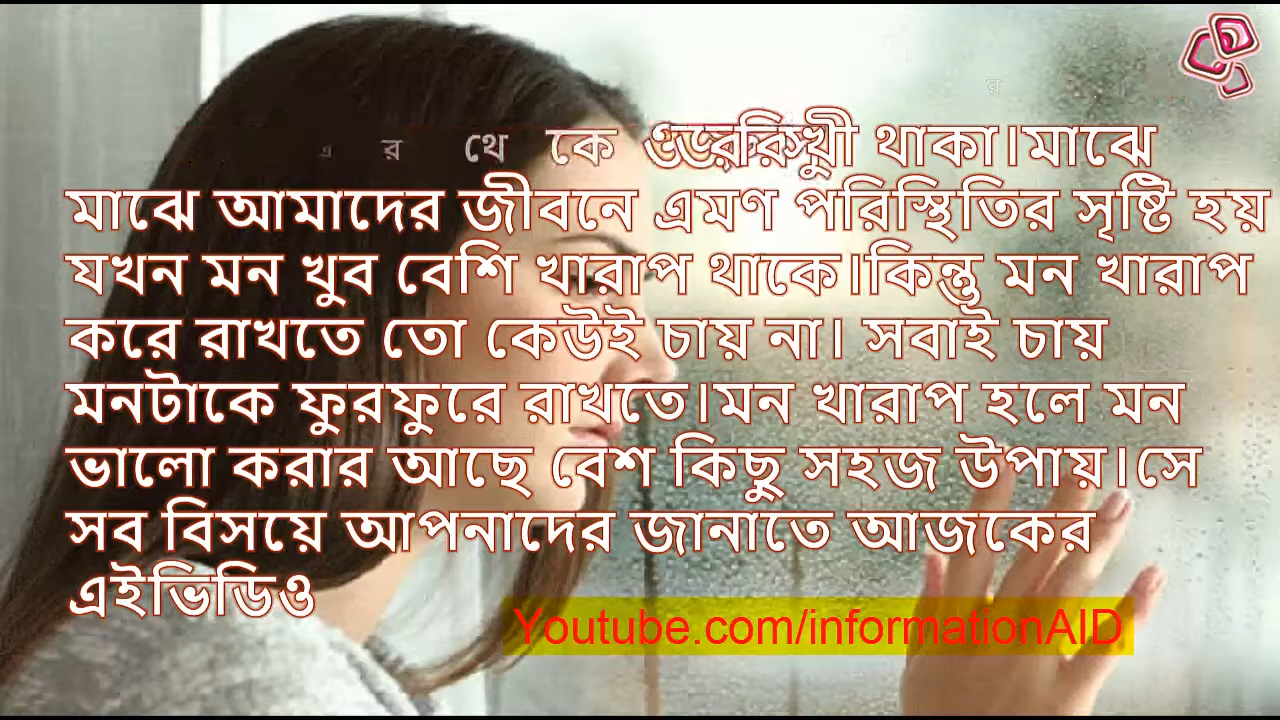 র
এ র থে কে থাকা।মাঝে
মাঝে আমাদের জীবনে এমণ পরিস্থিতির সৃষ্টি হয়
যখন মন খুব বেশি খারাপ থাকে।কিন্তু মন খারাপ
করে রাখতে তো কেউই চায় না। সবাই চায়
মনটাকে ফুরফুরে রাখতে।মন খারাপ হলে মন
ভালো করার আছে বেশ কিছু সহজ উপায়।সে
সব বিসয়ে আপনাদের জানাতে আজকের
এইভিডিও
Youtube.com/informationAID